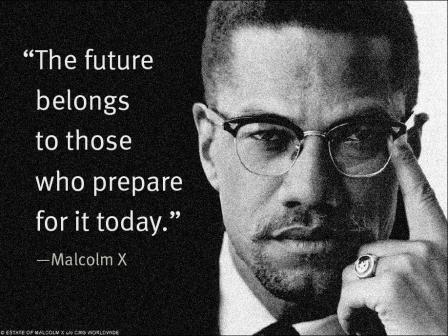 “The future
belongs
to those
who prepare
for it today.”
—Malcolm X
© ESTATE OF MALCOLM X c/o CMG WORLDWIDE